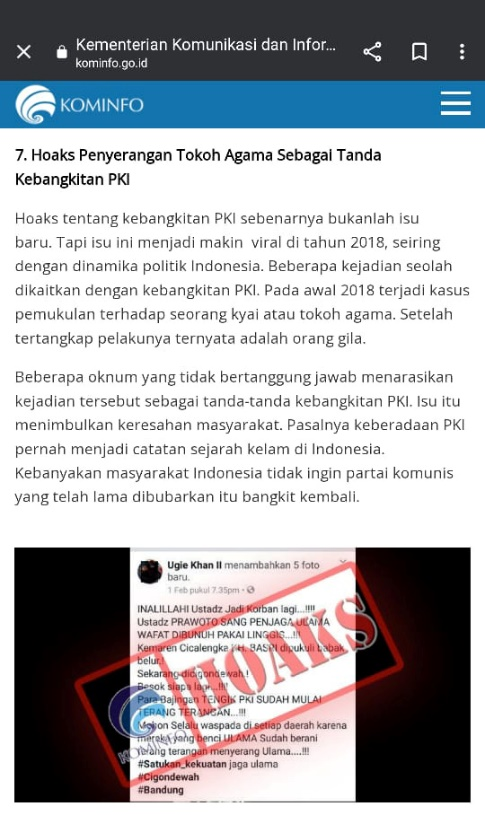 Kementerian Komunikasi dan Infor...
kominfo.go.id
KOMINFO
7. Hoaks Penyerangan Tokoh Agama Sebagai Tanda
Kebangkitan PKI
Hoaks tentang kebangkitan PKI sebenarnya bukanlah isu
baru. Tapi isu ini menjadi makin viral di tahun 2018, seiring
dengan dinamika politik Indonesia. Beberapa kejadian seolah
dikaitkan dengan kebangkitan PKI. Pada awal 2018 terjadi kasus
pemukulan terhadap seorang kyai atau tokoh agama. Setelah
tertangkap pelakunya ternyata adalah orang gila.
Beberapa oknum yang tidak bertanggung jawab menarasikan
kejadian tersebut sebagai tanda-tanda kebangkitan PKI. Isu itu
menimbulkan keresahan masyarakat. Pasalnya keberadaan PKI
pernah menjadi catatan sejarah kelam di Indonesia.
Kebanyakan masyarakat Indonesia tidak ingin partai komunis
yang telah lama dibubarkan itu bangkit kembali.
Ugie Khan II menambahkan 5 foto
baru.
1 Feb pukul 7.35pm
INALILLAHI Ustadz Jadi Korban lagi...!!!!
Ustadz PRAWOTO SANG PENJAGA ULAMA
WAFAT DIBUNUH PAKAI LINGGIS...!!
Kemaren Cicalengka KH. BASRI dipukuli babak
belur.!
Sekarang digigondewah.!
Besok siapa lagi...!!!
Para Bajingan TENGIK PKI SUDAH MULAI
TERANG TERANGAN...!!!
Mohon Selalu waspada di setiap daerah karena
mereka yang benci ULAMA Sudah berani
terang terangan menyerang Ulama....!!!
#Satukan_kekuatan jaga ulama
#Cigondewah
#Bandung
HOAKS
KOMINFO